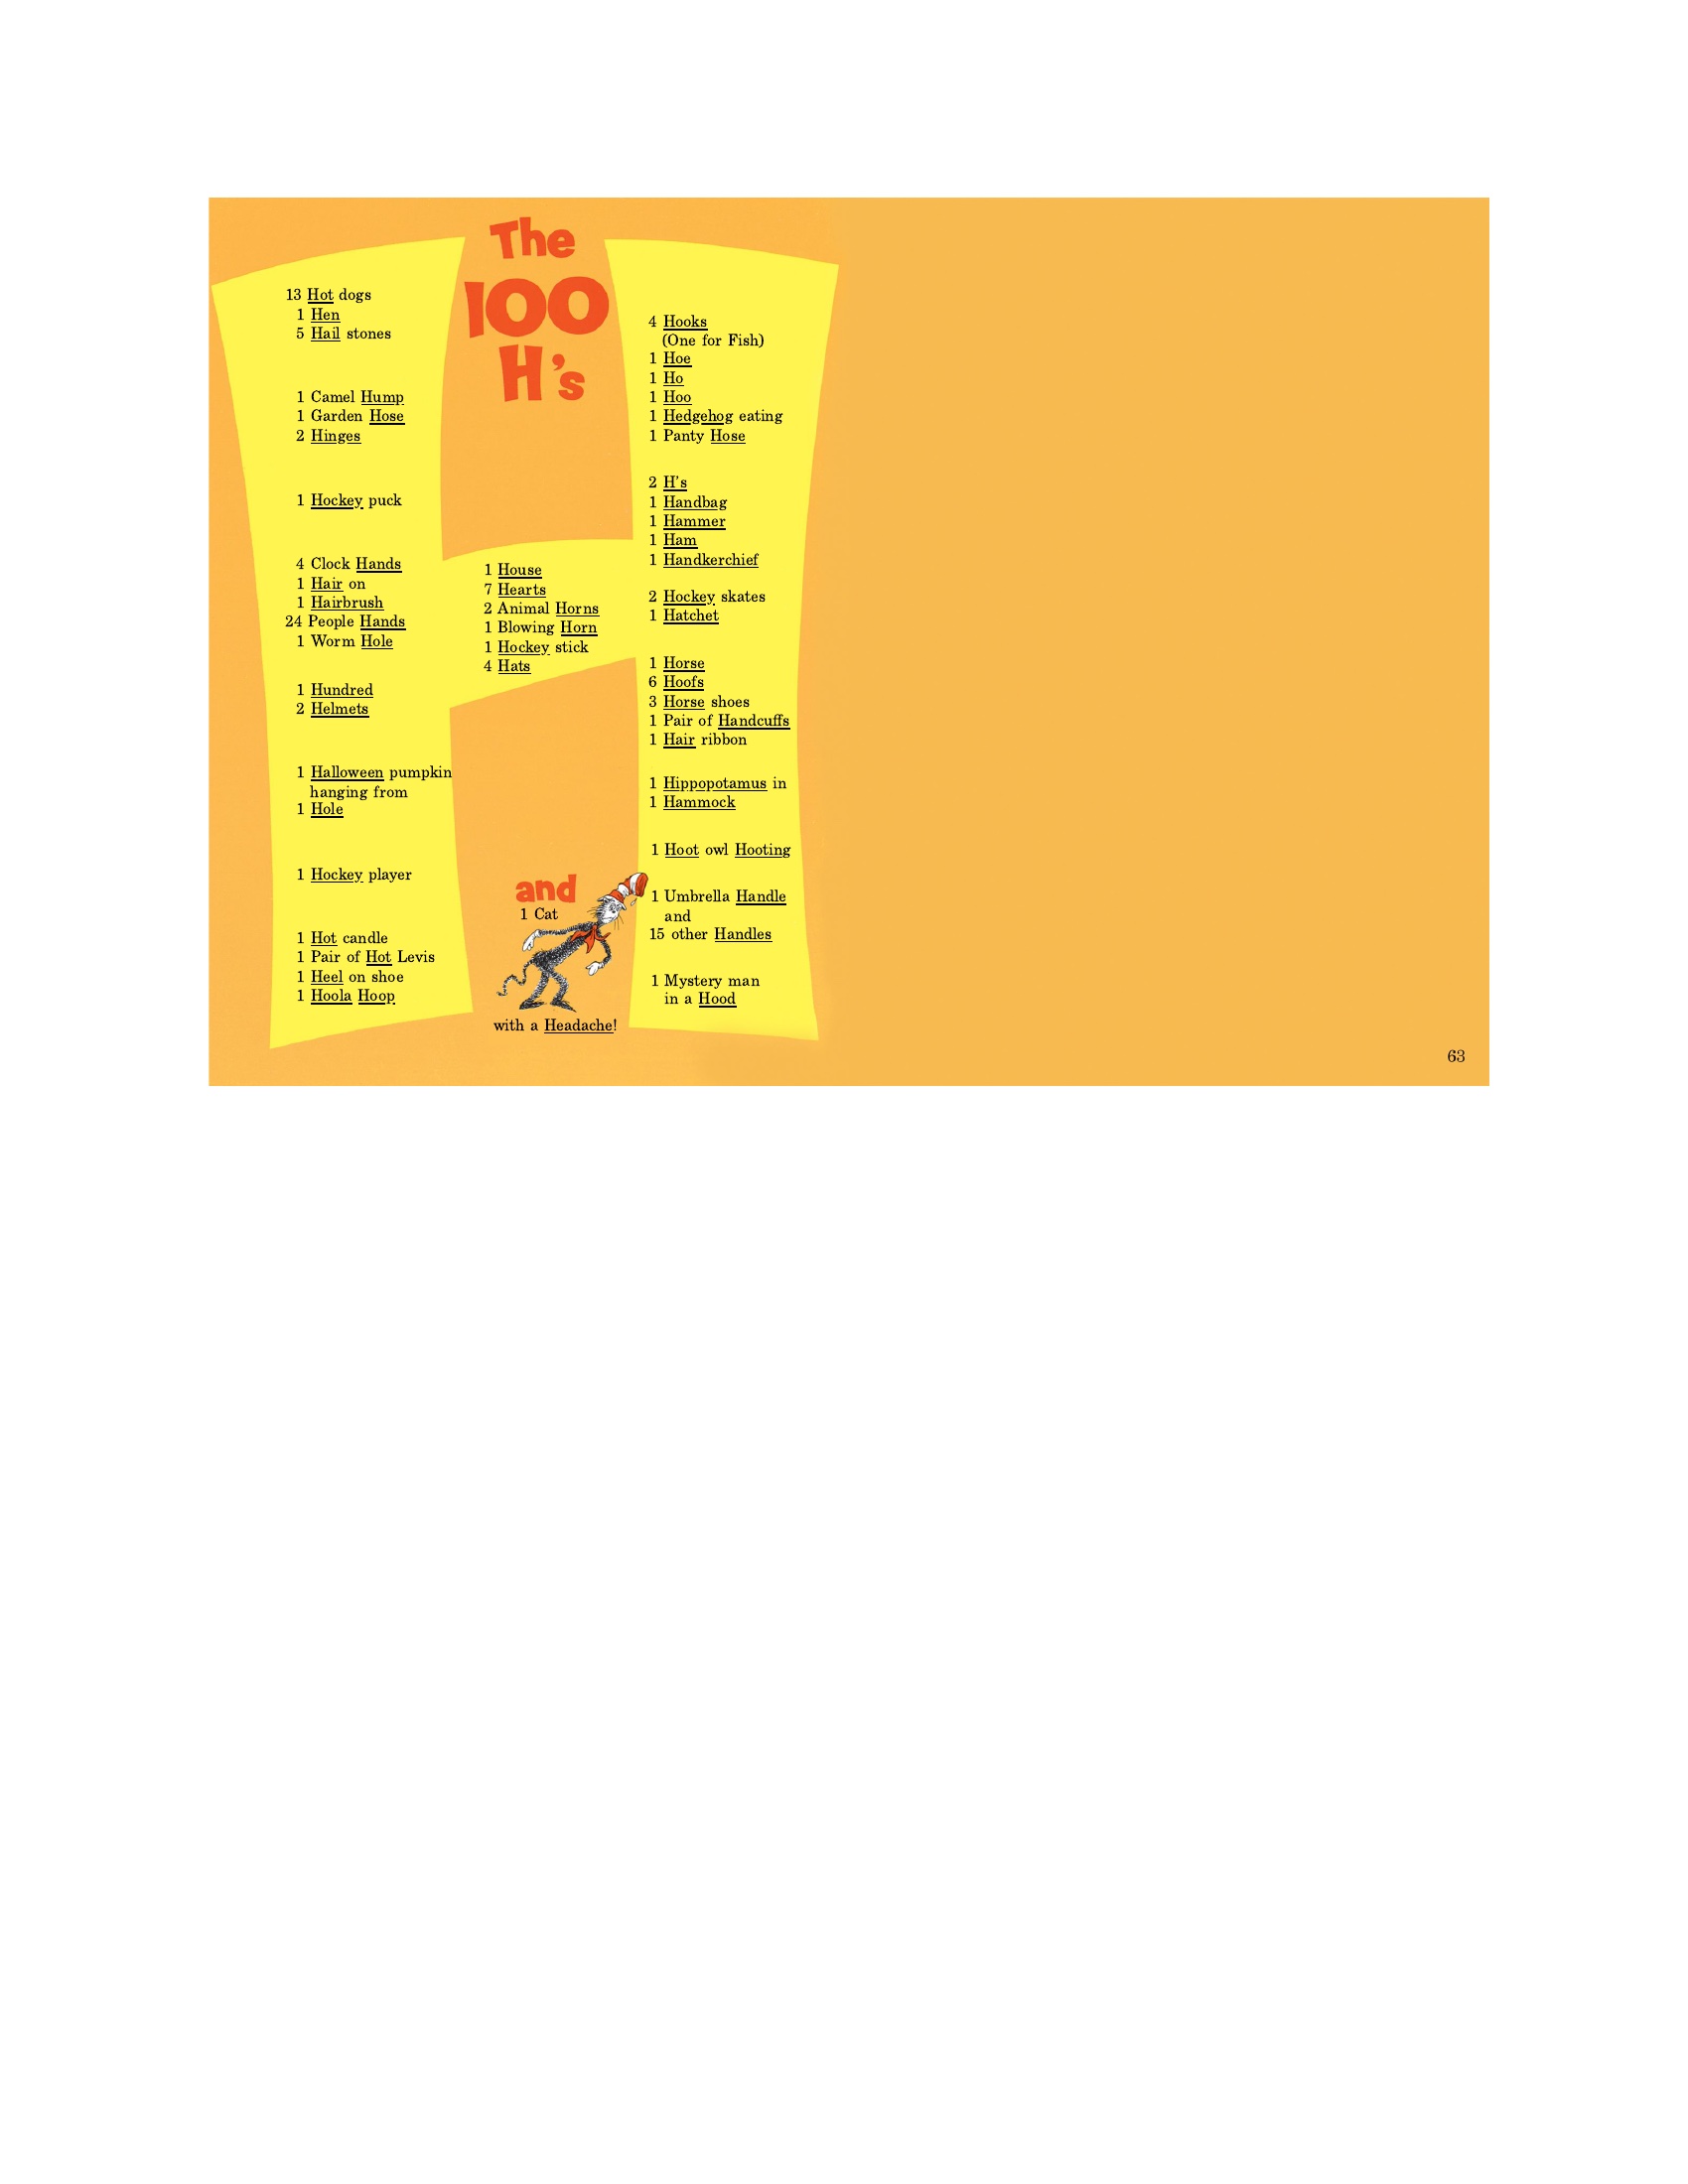 The
100
H's
13 Hot dogs
1 Hen
5 Hail stones
1 Camel Hump
1 Garden Hose
2 Hinges
1 Hockey puck
4 Clock Hands
1 Hair on
1 Hairbrush
24 People Hands
1 Worm Hole
1 Hundred
2 Helmets
1 Halloween pumpkin
hanging from
1 Hole
1 Hockey player
1 Hot candle
1 Pair of Hot Levis
1 Heel on shoe
1 Hoola Hoop
1 House
7 Hearts
2 Animal Horns
1 Blowing Horn
1 Hockey stick
4 Hats
4 Hooks
(One for Fish)
1 Hoe
1 Ho
1 Hoo
1 Hedgehog eating
1 Panty Hose
2 H's
1 Handbag
1 Hammer
1 Ham
1 Handkerchief
2 Hockey skates
1 Hatchet
1 Horse
6 Hoofs
3 Horse shoes
1 Pair of Handcuffs
1 Hair ribbon
1 Hippopotamus in
1 Hammock
1 Hoot owl Hooting
1 Umbrella Handle
and
15 other Handles
1 Mystery man
in a Hood
and
1 Cat
with a Headache!
63